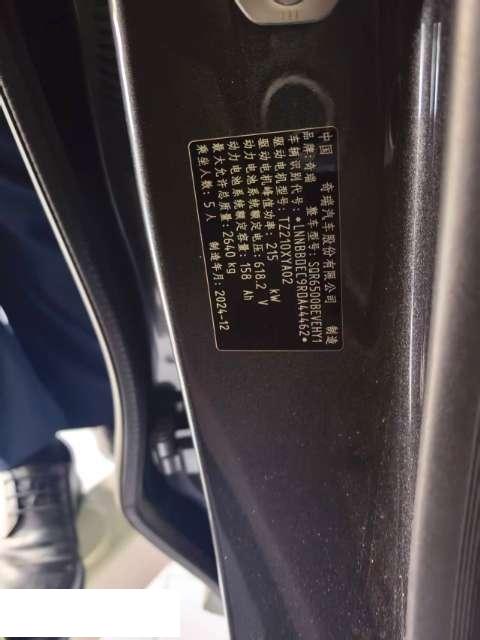 中国 奇瑞汽车股份有限公司 制造
品牌:奇瑞 整车型号:SQR6500BEVEHY1
车辆识别代号:*LNNBBDEC9RDA44462*
驱动电机型号:TZ210XYA02
驱动电机峰值功率:215 kW
动力电池系统额定电压:618.2 V
动力电池系统额定容量:158 Ah
最大允许总质量:2640 kg
乘坐人数:5人 制造年月:2024-12